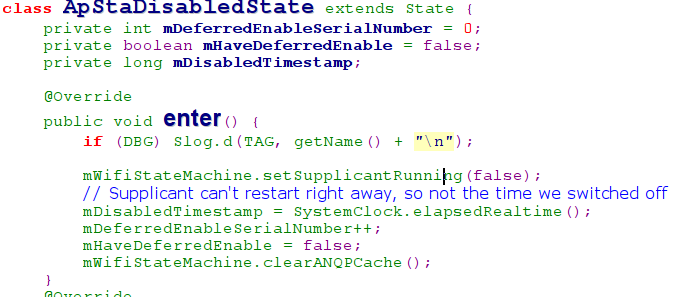 class ApStaDisabledState extends State {
private int mDeferredEnableSerialNumber = 0;
private boolean mHaveDeferredEnable = false;
private long mDisabledTimestamp;
@Override
public void enter() {
if (DBG) Slog.d(TAG, getName() + "\n");
mWifiStateMachine.setSupplicantRunning(false);
// Supplicant can't restart right away, so not the time we switched off
mDisabledTimestamp = SystemClock.elapsedRealtime();
mDeferredEnableSerialNumber++;
mHaveDeferredEnable = false;
mWifiStateMachine.clearANQPCache();
}
@Override